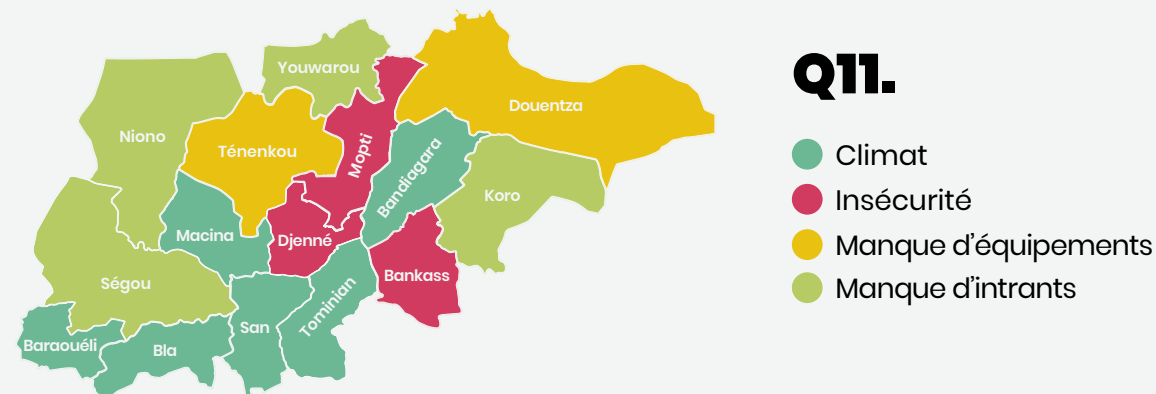 Youwarou
Douentza
Niono
Ténenkou
Mopti
Bandiagara
Koro
Macina
Djenné
Bankass
Ségou
Tominian
San
Baraouéli
Bla
Q11.
Climat
Insécurité
Manque d’équipements
Manque d’intrants